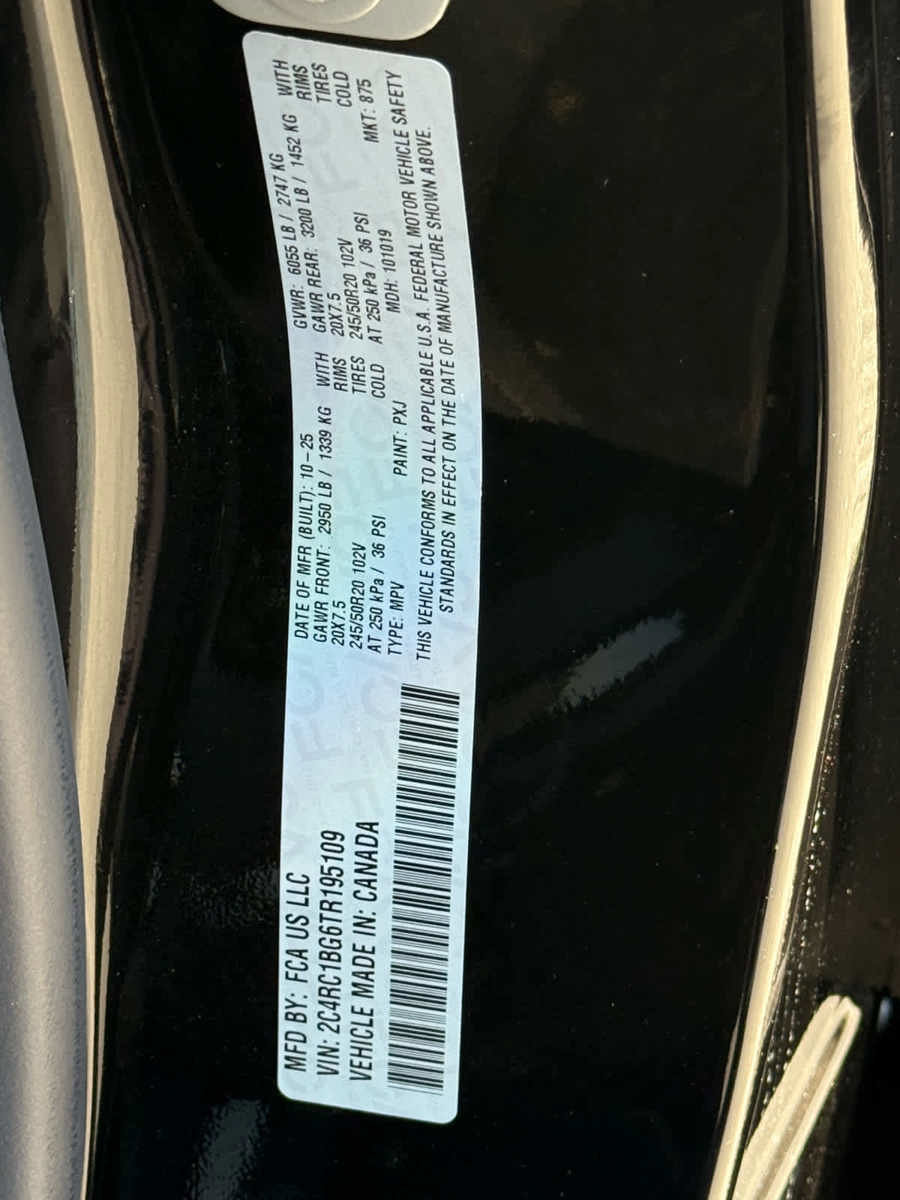 MFD BY: FCA US LLC
VIN: 2C4RC1BG6TR195109
VEHICLE MADE IN: CANADA
DATE OF MFR (BUILT): 10-25 GVWR: 6055 LB / 2747 KG
GAWR FRONT: 2950 LB / 1339 KG WITH GAWR REAR: 3200 LB / 1452 KG WITH
20X7.5 RIMS 20X7.5 RIMS
245/50R20 102V TIRES 245/50R20 102V TIRES
AT 250 kPa / 36 PSI COLD AT 250 kPa / 36 PSI COLD
TYPE: MPV PAINT: PXJ MDH: 101019 MKT: 875
THIS VEHICLE CONFORMS TO ALL APPLICABLE U.S.A. FEDERAL MOTOR VEHICLE SAFETY
STANDARDS IN EFFECT ON THE DATE OF MANUFACTURE SHOWN ABOVE.